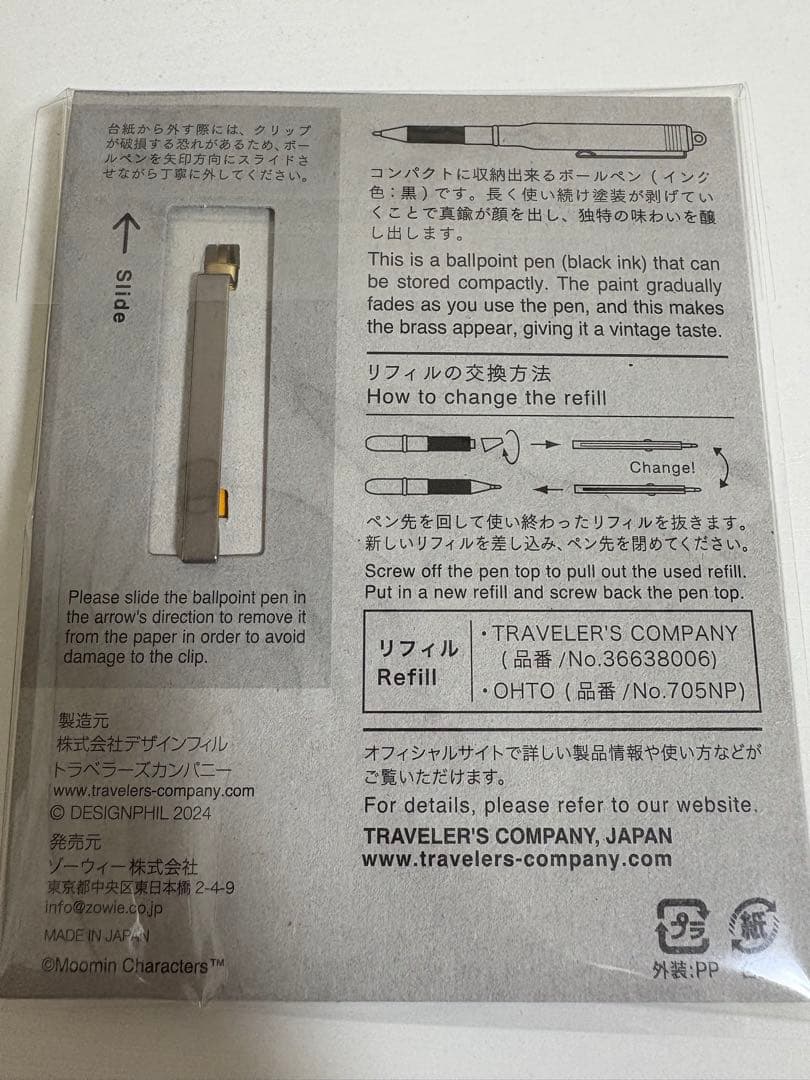 台紙から外す際には、クリップ
が破損する恐れがあるため、ボー
ルペンを矢印方向にスライドさ
せながら丁寧に外してください。
Slide
Please slide the ballpoint pen in
the arrow's direction to remove it
from the paper in order to avoid
damage to the clip.
製造元
株式会社デザインフィル
トラベラーズカンパニー
www.travelers-company.com
© DESIGNPHIL 2024
発売元
ゾーウィー株式会社
東京都中央区東日本橋 2-4-9
info@zowie.co.jp
MADE IN JAPAN
©Moomin Characters™
コンパクトに収納出来るボールペン（インク
色：黒）です。長く使い続け塗装が剥げてい
くことで真鍮が顔を出し、独特の味わいを醸
し出します。
This is a ballpoint pen (black ink) that can
be stored compactly. The paint gradually
fades as you use the pen, and this makes
the brass appear, giving it a vintage taste.
リフィルの交換方法
How to change the refill
Change!
ペン先を回して使い終わったリフィルを抜きます。
新しいリフィルを差し込み、ペン先を閉めてください。
Screw off the pen top to pull out the used refill.
Put in a new refill and screw back the pen top.
リフィル
Refill
・TRAVELER'S COMPANY
(品番/No.36638006)
・OHTO (品番/No.705NP)
オフィシャルサイトで詳しい製品情報や使い方などが
ご覧いただけます。
For details, please refer to our website.
TRAVELER'S COMPANY, JAPAN
www.travelers-company.com
プラ
紙
外装:PP